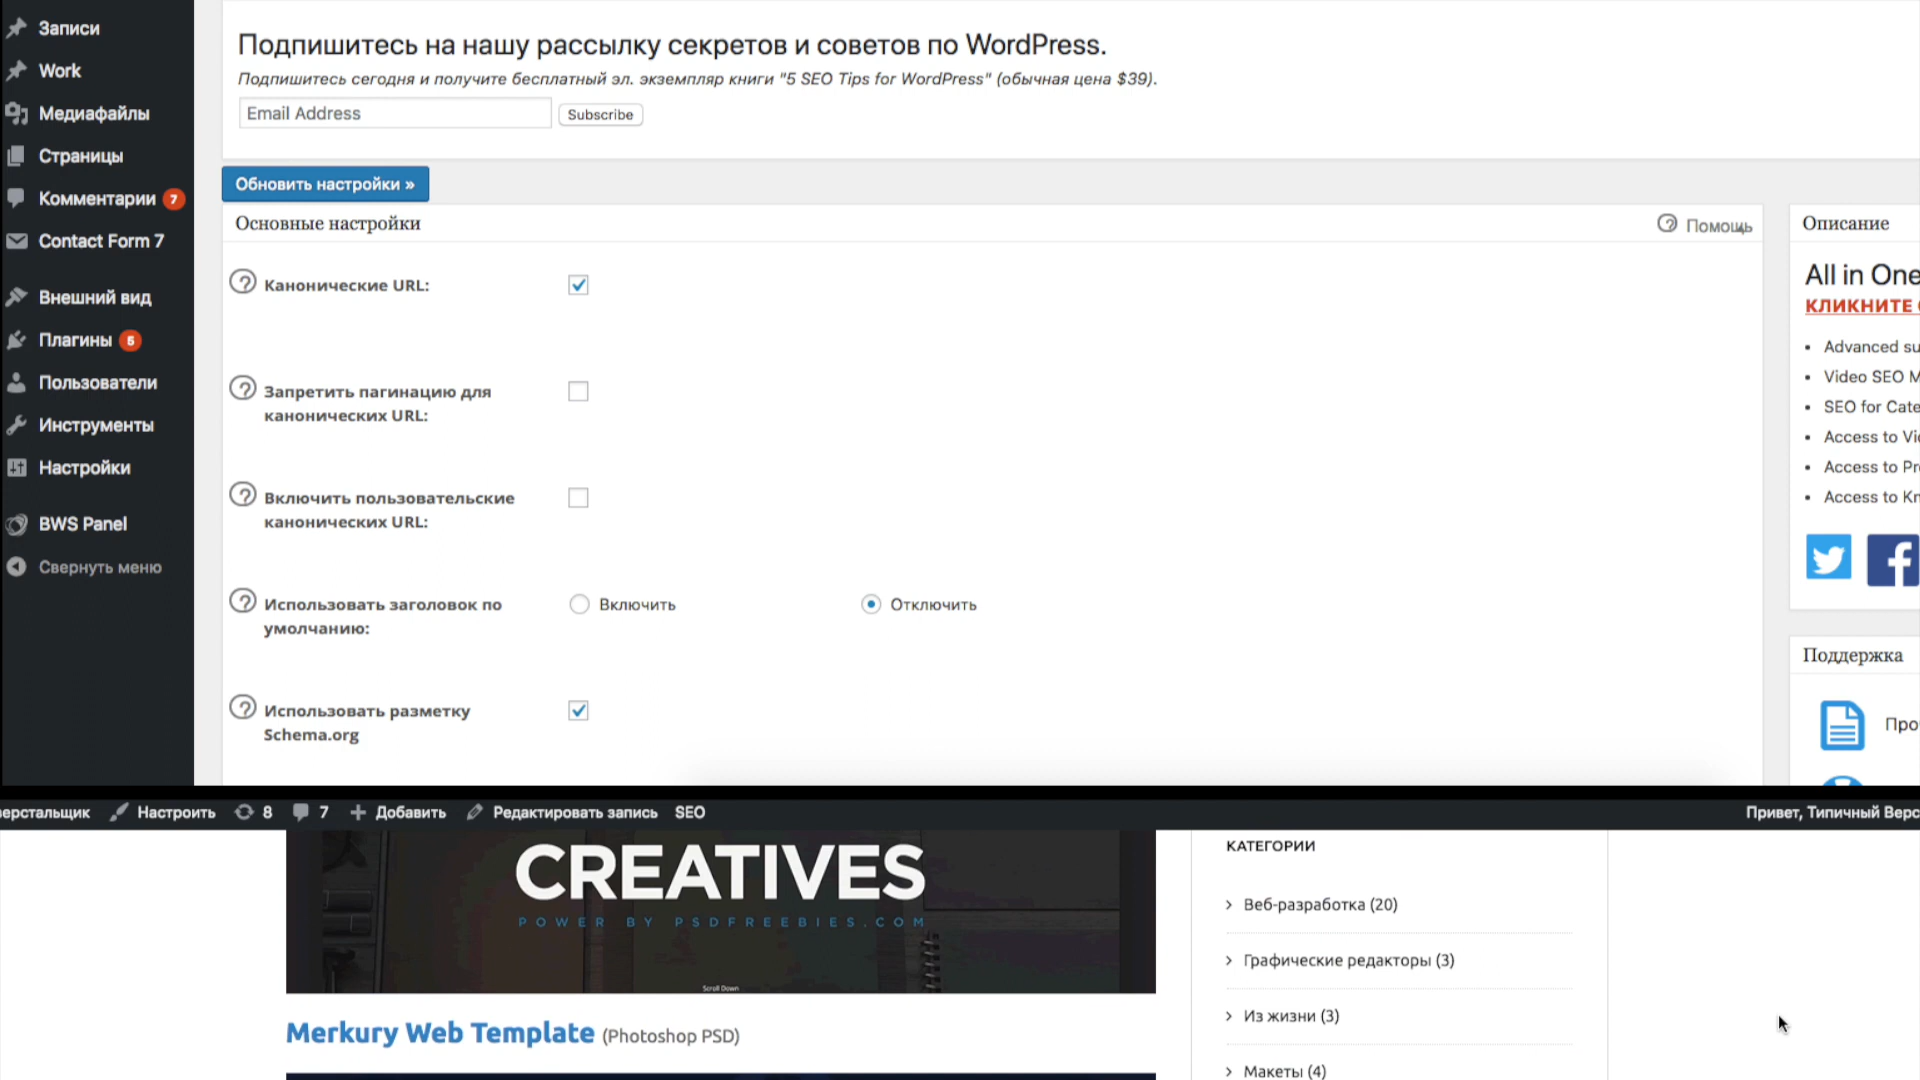 Записи
Work
Медиафайлы
Страницы
Комментарии 7
Contact Form 7
Внешний вид
Плагины 5
Пользователи
Инструменты
Настройки
BWS Panel
Свернуть меню
Подпишитесь на нашу рассылку секретов и советов по WordPress.
Подпишитесь сегодня и получите бесплатный эл. экземпляр книги "5 SEO Tips for WordPress" (обычная цена $39).
Email Address Subscribe
Обновить настройки »
Основные настройки
Помощь
Канонические URL:
Запретить пагинацию для
канонических URL:
Включить пользовательские
канонических URL:
Использовать заголовок по
умолчанию:
Включить Отключить
Использовать разметку
Schema.org
Описание
All in One
КЛИКНИТЕ
Advanced su
Video SEO M
SEO for Cate
Access to Vi
Access to Pr
Access to Kn
Поддержка
Про
верстальщик Настроить 8 7 Добавить Редактировать запись SEO Привет, Типичный Верс
CREATIVES
POWER BY PSDFREEBIES.COM
Scroll Down
Merkury Web Template (Photoshop PSD)
КАТЕГОРИИ
Веб-разработка (20)
Графические редакторы (3)
Из жизни (3)
Макеты (4)